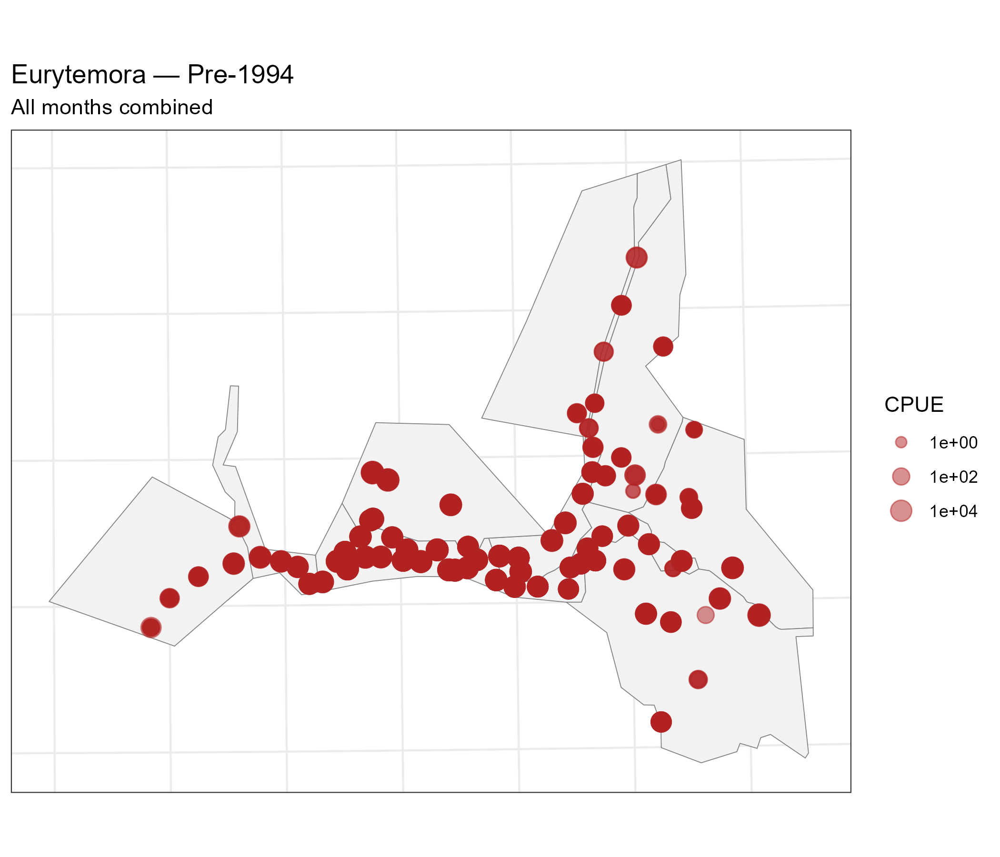 Eurytemora — Pre-1994
All months combined
CPUE
1e+00
1e+02
1e+04